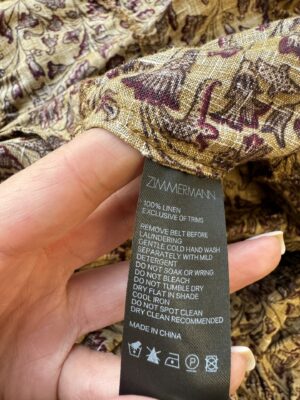 ZIMMERMANN
100% LINEN
EXCLUSIVE OF TRIMS
REMOVE BELT BEFORE
LAUNDERING
GENTLE COLD HAND WASH
SEPARATELY WITH MILD
DETERGENT
DO NOT SOAK OR WRING
DO NOT BLEACH
DO NOT TUMBLE DRY
DRY FLAT IN SHADE
COOL IRON
DO NOT SPOT CLEAN
DRY CLEAN RECOMMENDED
MADE IN CHINA
P